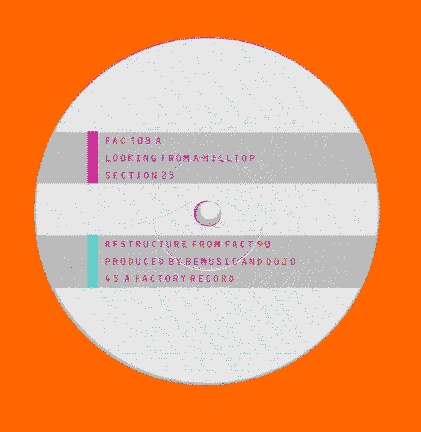 FAC 108 A
LOOKING FROM A HILLTOP
SECTION 25
RESTRUCTURE FROM FACT 90
PRODUCED BY BEMUSIC AND DOJO
45 A FACTORY RECORD